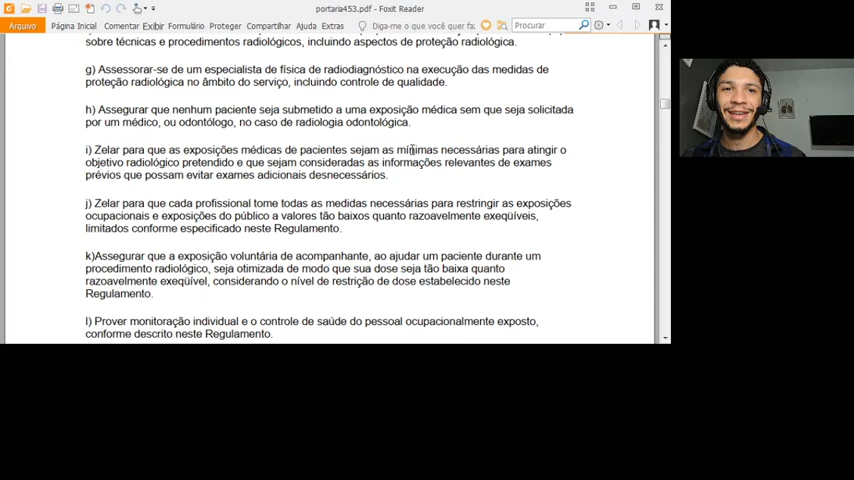 portaria453.pdf - Foxit Reader
Arquivo Página Inicial Comentar Exibir Formulário Proteger Compartilhar Ajuda Extras Diga-me o que você quer fa Procurar
sobre técnicas e procedimentos radiológicos, incluindo aspectos de proteção radiológica.
g) Assessorar-se de um especialista de física de radiodiagnóstico na execução das medidas de
proteção radiológica no âmbito do serviço, incluindo controle de qualidade.
h) Assegurar que nenhum paciente seja submetido a uma exposição médica sem que seja solicitada
por um médico, ou odontólogo, no caso de radiologia odontológica.
i) Zelar para que as exposições médicas de pacientes sejam as mínimas necessárias para atingir o
objetivo radiológico pretendido e que sejam consideradas as informações relevantes de exames
prévios que possam evitar exames adicionais desnecessários.
j) Zelar para que cada profissional tome todas as medidas necessárias para restringir as exposições
ocupacionais e exposições do público a valores tão baixos quanto razoavelmente exeqüíveis,
limitados conforme especificado neste Regulamento.
k)Assegurar que a exposição voluntária de acompanhante, ao ajudar um paciente durante um
procedimento radiológico, seja otimizada de modo que sua dose seja tão baixa quanto
razoavelmente exeqüível, considerando o nível de restrição de dose estabelecido neste
Regulamento.
l) Prover monitoração individual e o controle de saúde do pessoal ocupacionalmente exposto,
conforme descrito neste Regulamento.